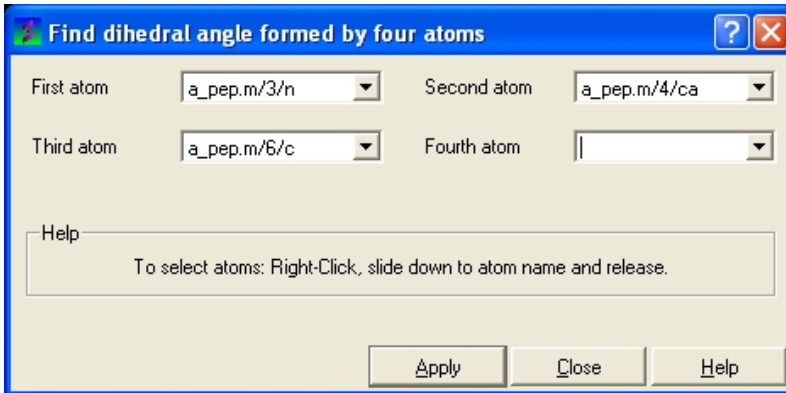 Find dihedral angle formed by four atoms
First atom a_pep.m/3/n Second atom a_pep.m/4/ca
Third atom a_pep.m/6/c Fourth atom
Help
To select atoms: Right-Click, slide down to atom name and release.
Apply Close Help